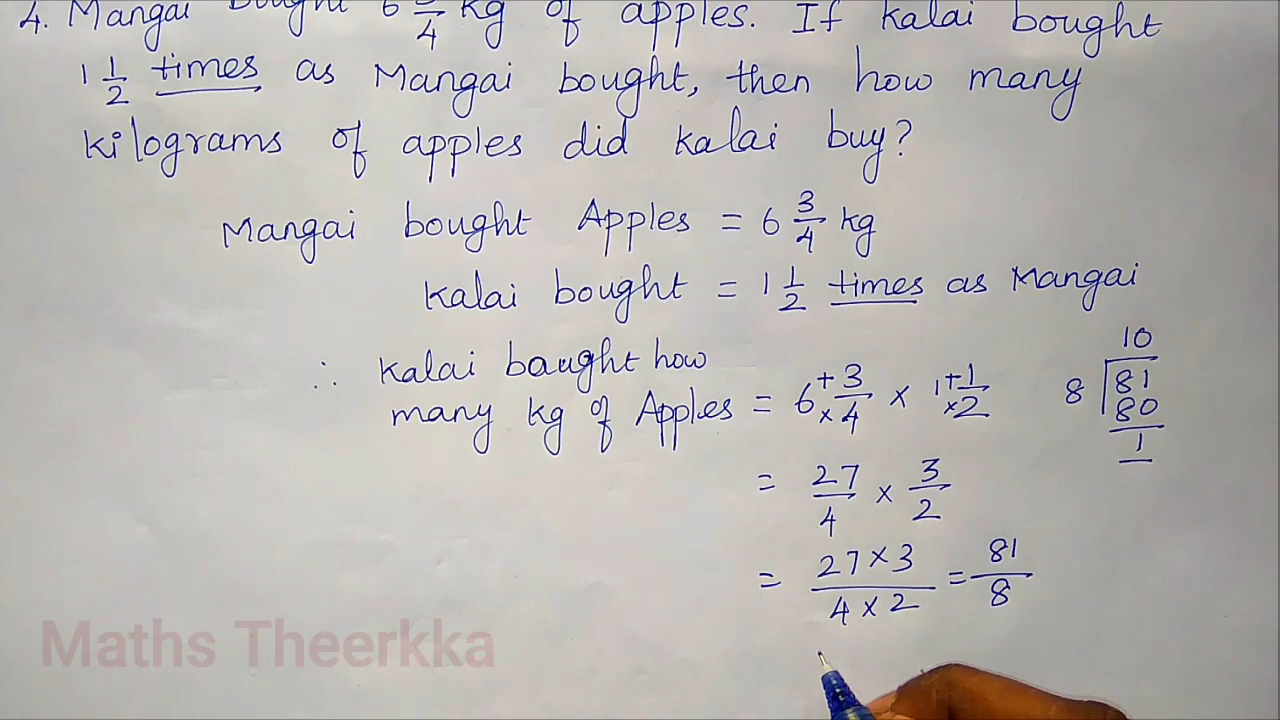 4. Mangai bought 6 3/4 kg of apples. If kalai bought
1 1/2 times as Mangai bought, then how many
kilograms of apples did kalai buy?
Mangai bought Apples = 6 3/4 kg
Kalai bought = 1 1/2 times as Mangai
∴ kalai baught how
many kg of Apples = 6 + 3/× 4 × 1 + 1/× 2
= 27/4 × 3/2
= 27 × 3/4 × 2 = 81/8
10
8 81
80
1
Maths Theerkka